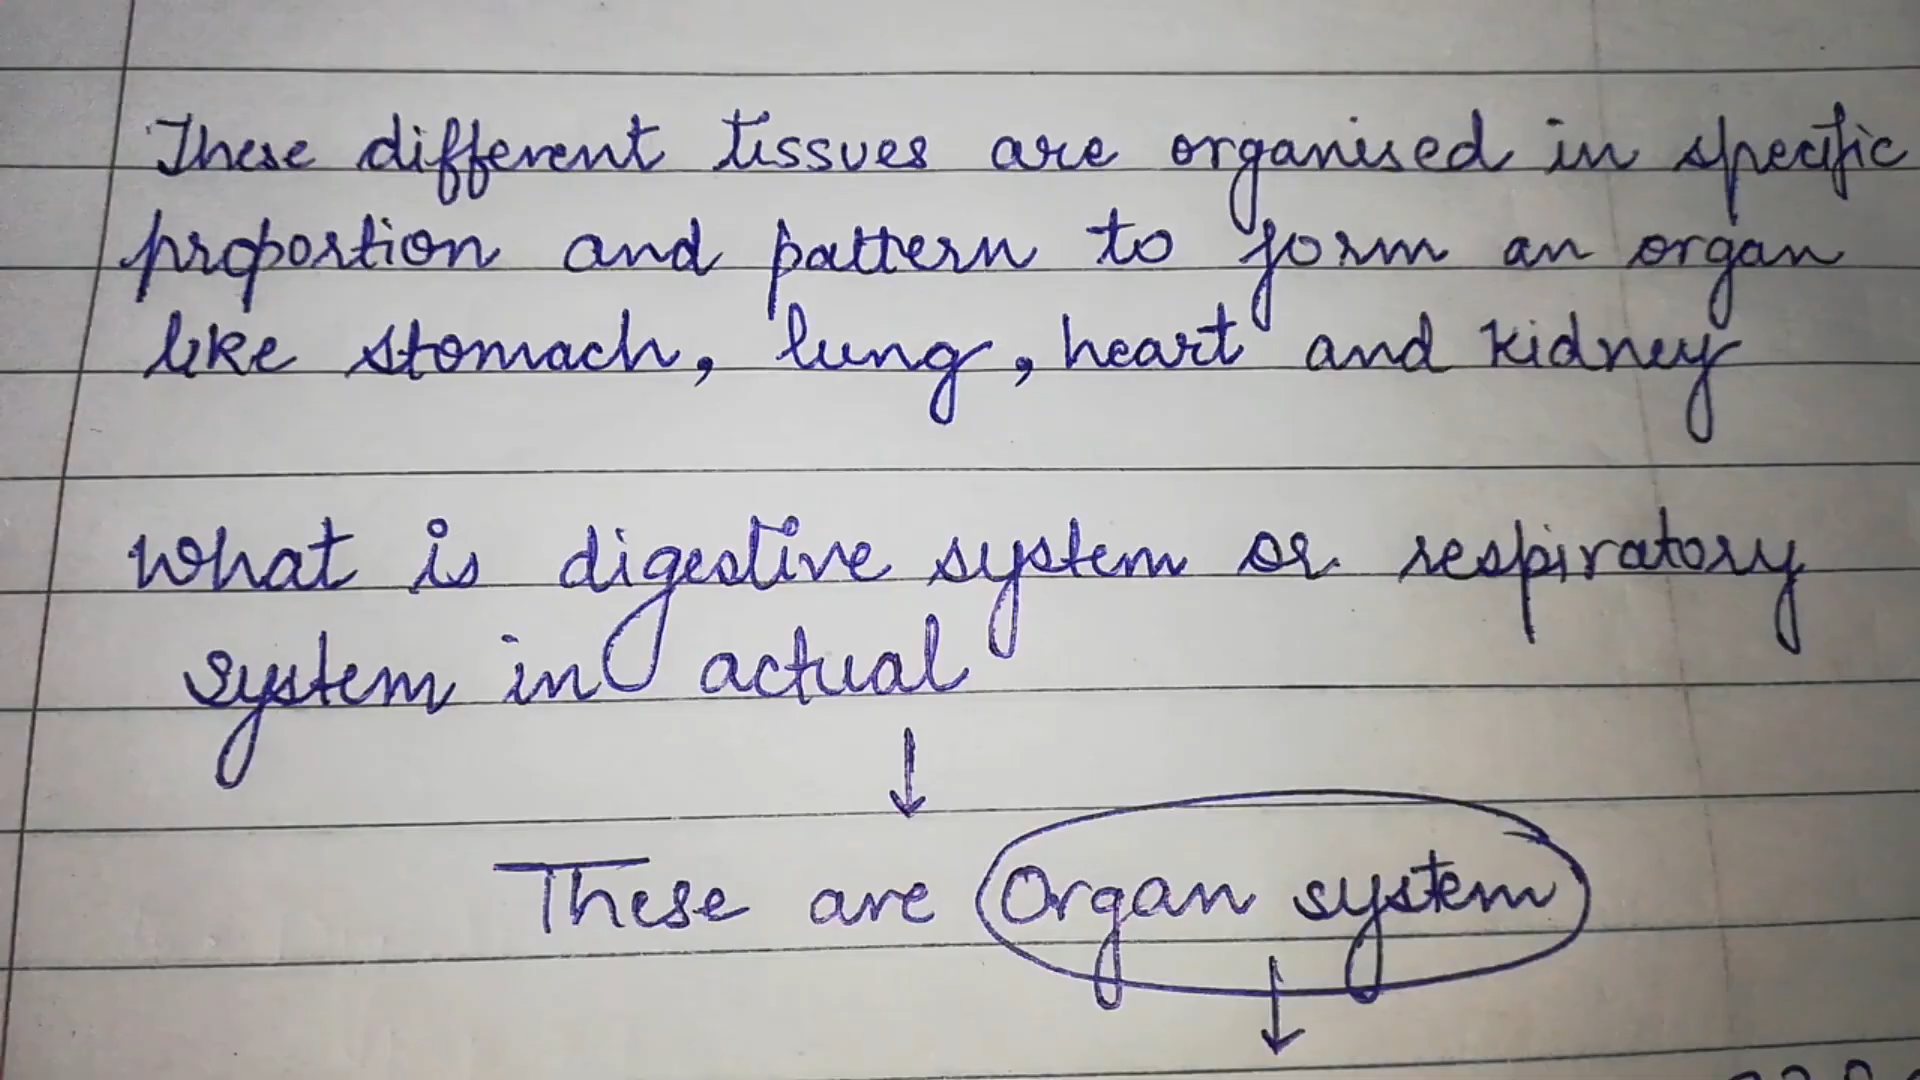 These different tissues are organised in specific
proportion and pattern to form an organ
like stomach, lung, heart and kidney
what is digestive system or respiratory
system in actual
These are Organ system